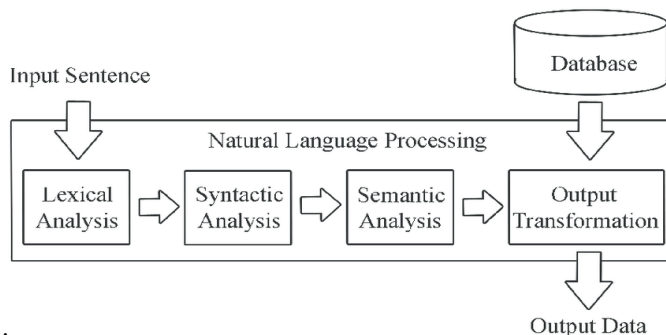 Input Sentence
Database
Natural Language Processing
Lexical
Analysis
Syntactic
Analysis
Semantic
Analysis
Output
Transformation
Output Data